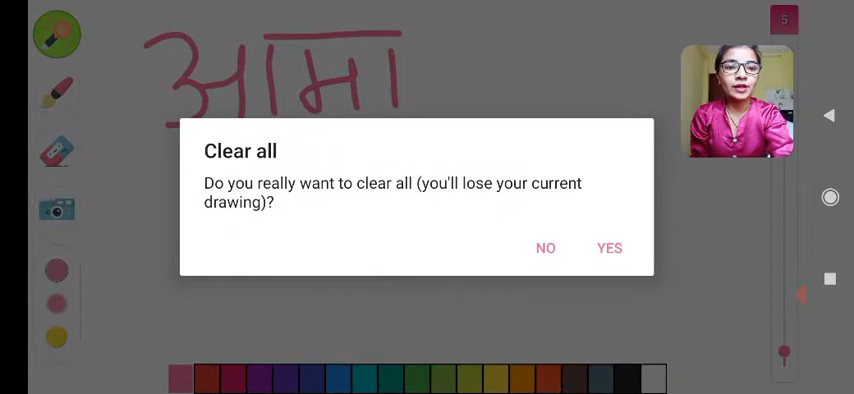 5
आमा
Clear all
Do you really want to clear all (you'll lose your current
drawing)?
NO YES